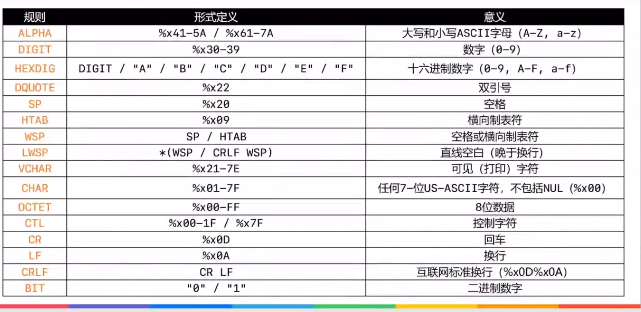 规则 形式定义 意义
ALPHA %x41-5A / %x61-7A 大写和小写ASCII字母（A-Z, a-z）
DIGIT %x30-39 数字（0-9）
HEXDIG DIGIT / "A" / "B" / "C" / "D" / "E" / "F" 十六进制数字（0-9, A-F, a-f）
DQUOTE %x22 双引号
SP %x20 空格
HTAB %x09 横向制表符
WSP SP / HTAB 空格或横向制表符
LWSP *(WSP / CRLF WSP) 直线空白（晚于换行）
VCHAR %x21-7E 可见（打印）字符
CHAR %x01-7F 任何7-位US-ASCII字符，不包括NUL（%x00）
OCTET %x00-FF 8位数据
CTL %x00-1F / %x7F 控制字符
CR %x0D 回车
LF %x0A 换行
CRLF CR LF 互联网标准换行（%x0D%x0A）
BIT "0" / "1" 二进制数字